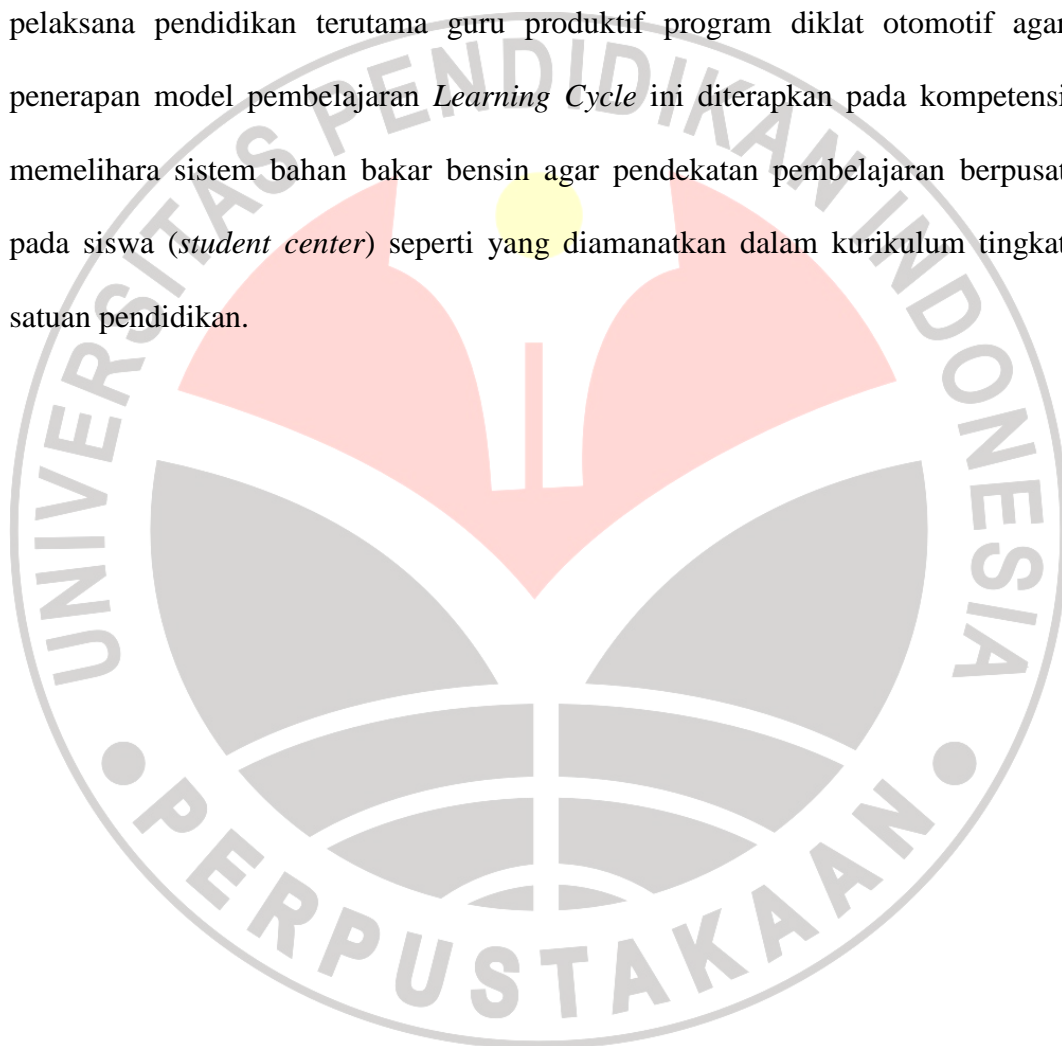 pelaksana pendidikan terutama guru produktif program diklat otomotif agar
penerapan model pembelajaran Learning Cycle ini diterapkan pada kompetensi
memelihara sistem bahan bakar bensin agar pendekatan pembelajaran berpusat
pada siswa (student center) seperti yang diamanatkan dalam kurikulum tingkat
satuan pendidikan.
UNIVERSITAS PENDIDIKAN INDONESIA
PERPUSTAKAAN